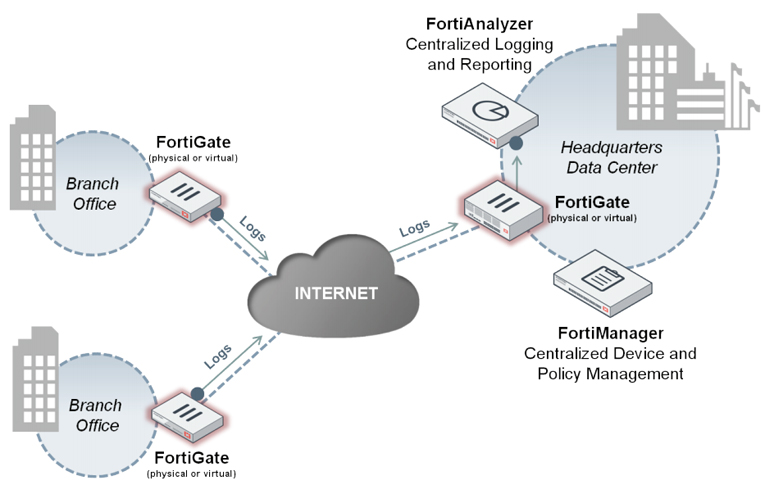 FortiAnalyzer
Centralized Logging
and Reporting
FortiGate
(physical or virtual)
Branch
Office
Logs
Headquarters
Data Center
FortiGate
(physical or virtual)
Logs
INTERNET
FortiManager
Centralized Device and
Policy Management
Logs
Branch
Office
FortiGate
(physical or virtual)